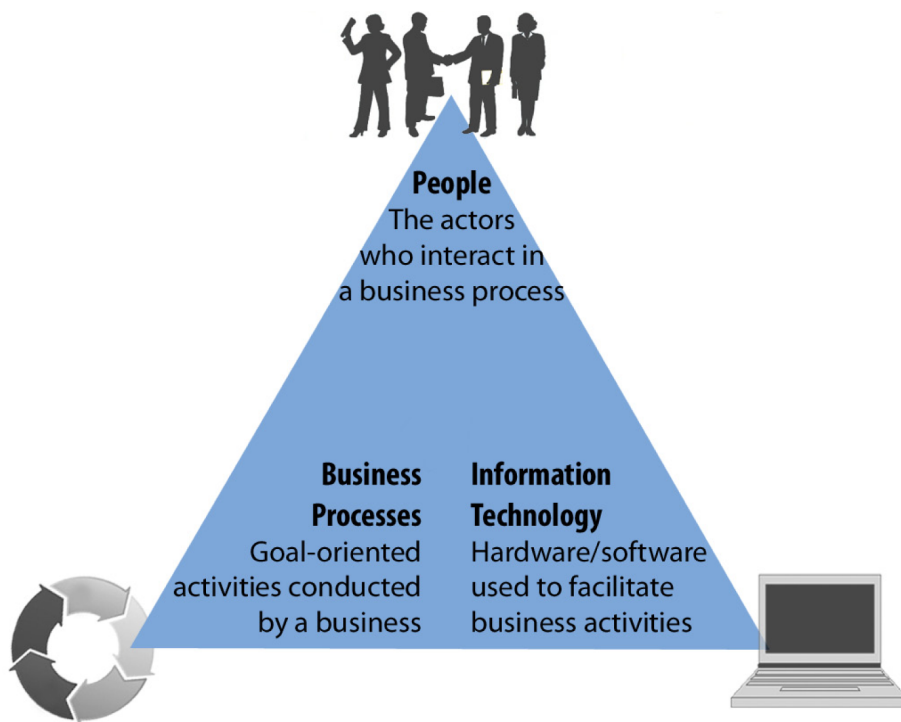 People
The actors
who interact in
a business process
Business
Processes
Goal-oriented
activities conducted
by a business
Information
Technology
Hardware/software
used to facilitate
business activities